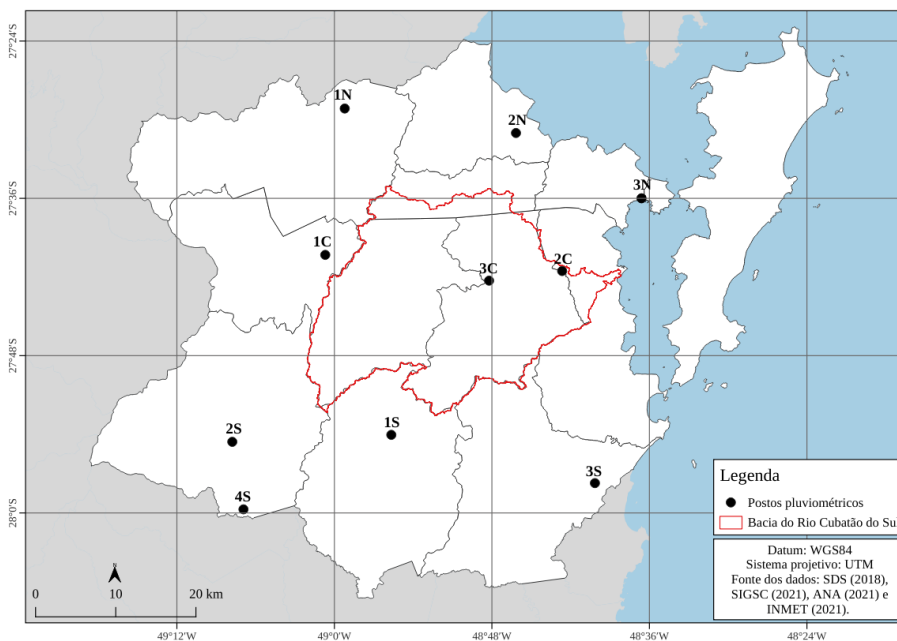 27°24'S
27°36'S
27°48'S
28°0'S
1N
2N
3N
1C
2C
3C
1S
2S
3S
4S
N
0 10 20 km
49°12'W 49°0'W 48°48'W 48°36'W 48°24'W
Legenda
Postos pluviométricos
Bacia do Rio Cubatão do Sul
Datum: WGS84
Sistema projetivo: UTM
Fonte dos dados: SDS (2018),
SIGSC (2021), ANA (2021) e
INMET (2021).